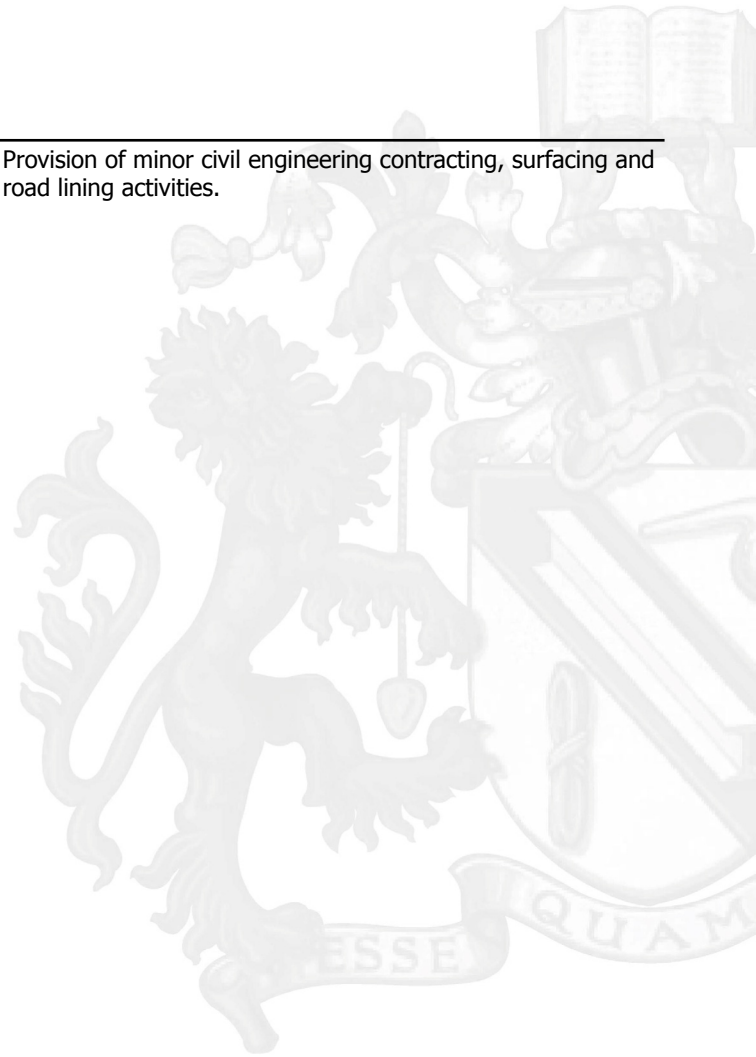 Provision of minor civil engineering contracting, surfacing and
road lining activities.
ESSE
QUAM